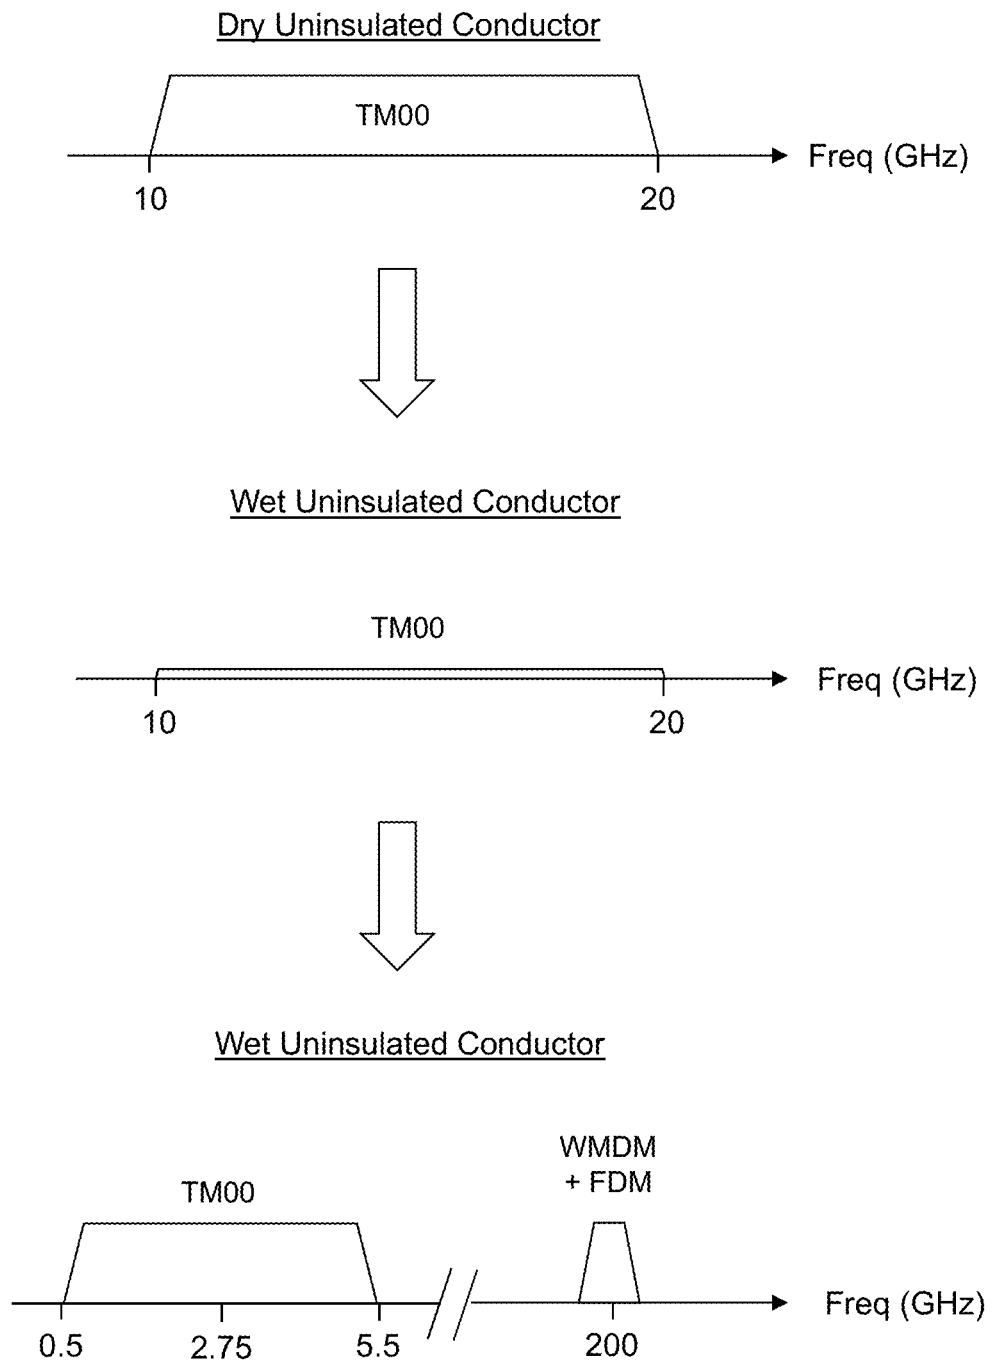 Dry Uninsulated Conductor
TM00
Freq (GHz)
10
20
Wet Uninsulated Conductor
TM00
Freq (GHz)
10
20
Wet Uninsulated Conductor
WMDM
+ FDM
TM00
Freq (GHz)
0.5
2.75
5.5
200